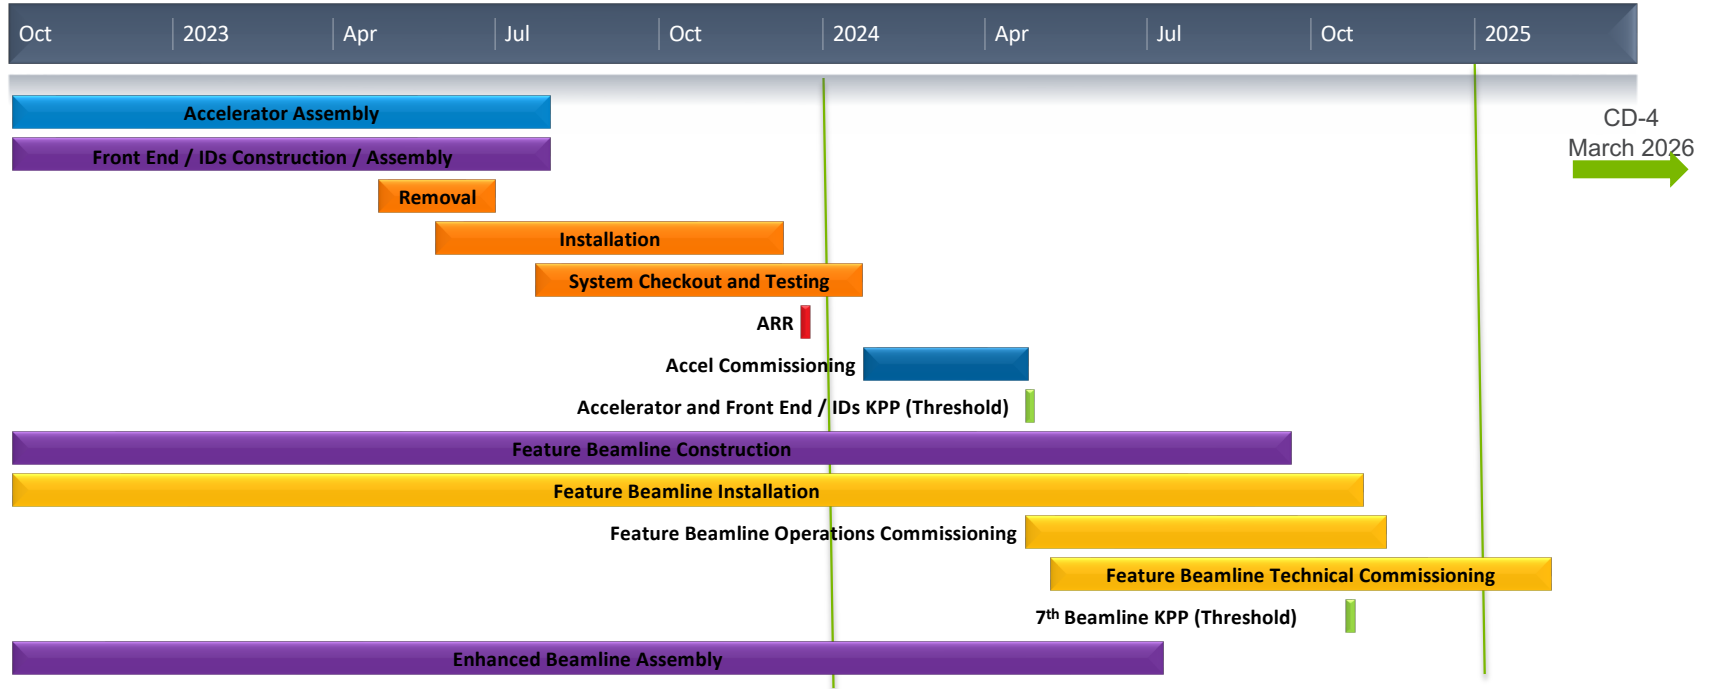 Oct 2023 Apr Jul Oct 2024 Apr Jul Oct 2025
CD-4
March 2026
Accelerator Assembly
Front End / IDs Construction / Assembly
Removal
Installation
System Checkout and Testing
ARR
Accel Commissioning
Accelerator and Front End / IDs KPP (Threshold)
Feature Beamline Construction
Feature Beamline Installation
Feature Beamline Operations Commissioning
Feature Beamline Technical Commissioning
7th Beamline KPP (Threshold)
Enhanced Beamline Assembly